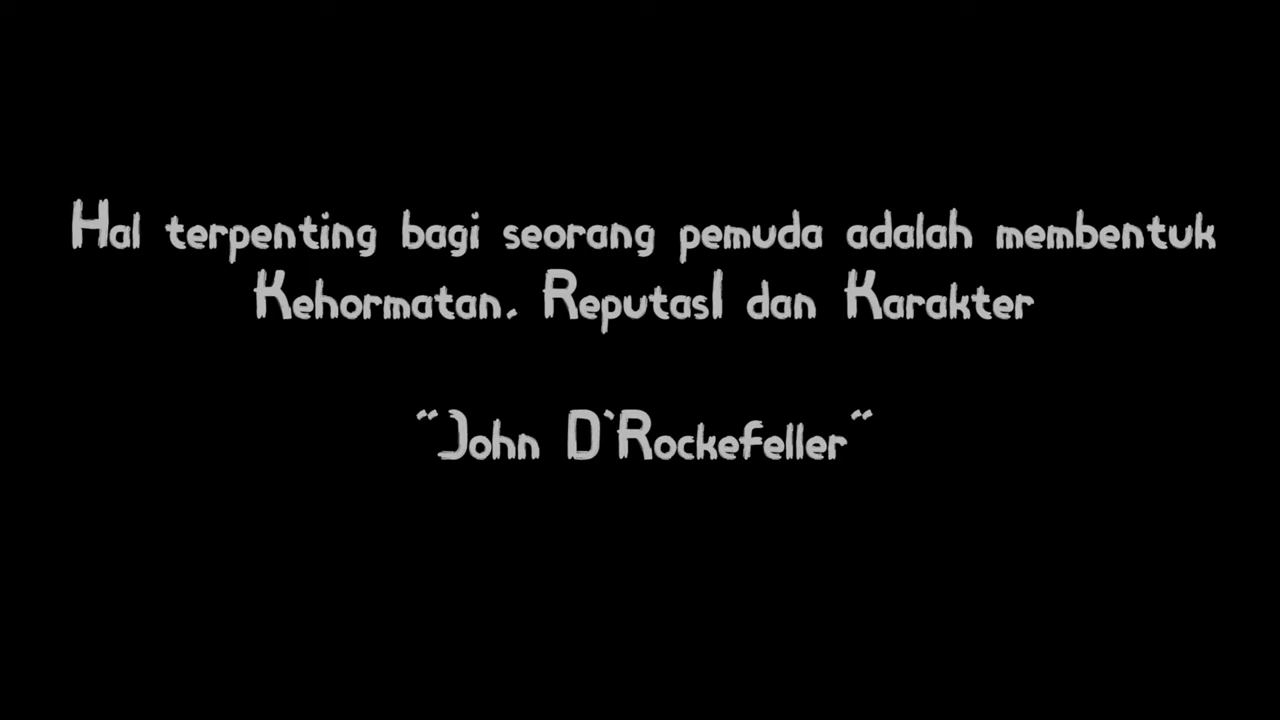 Hal terpenting bagi seorang pemuda adalah membentuk
Kehormatan, ReputasI dan Karakter
"John D'Rockefeller"